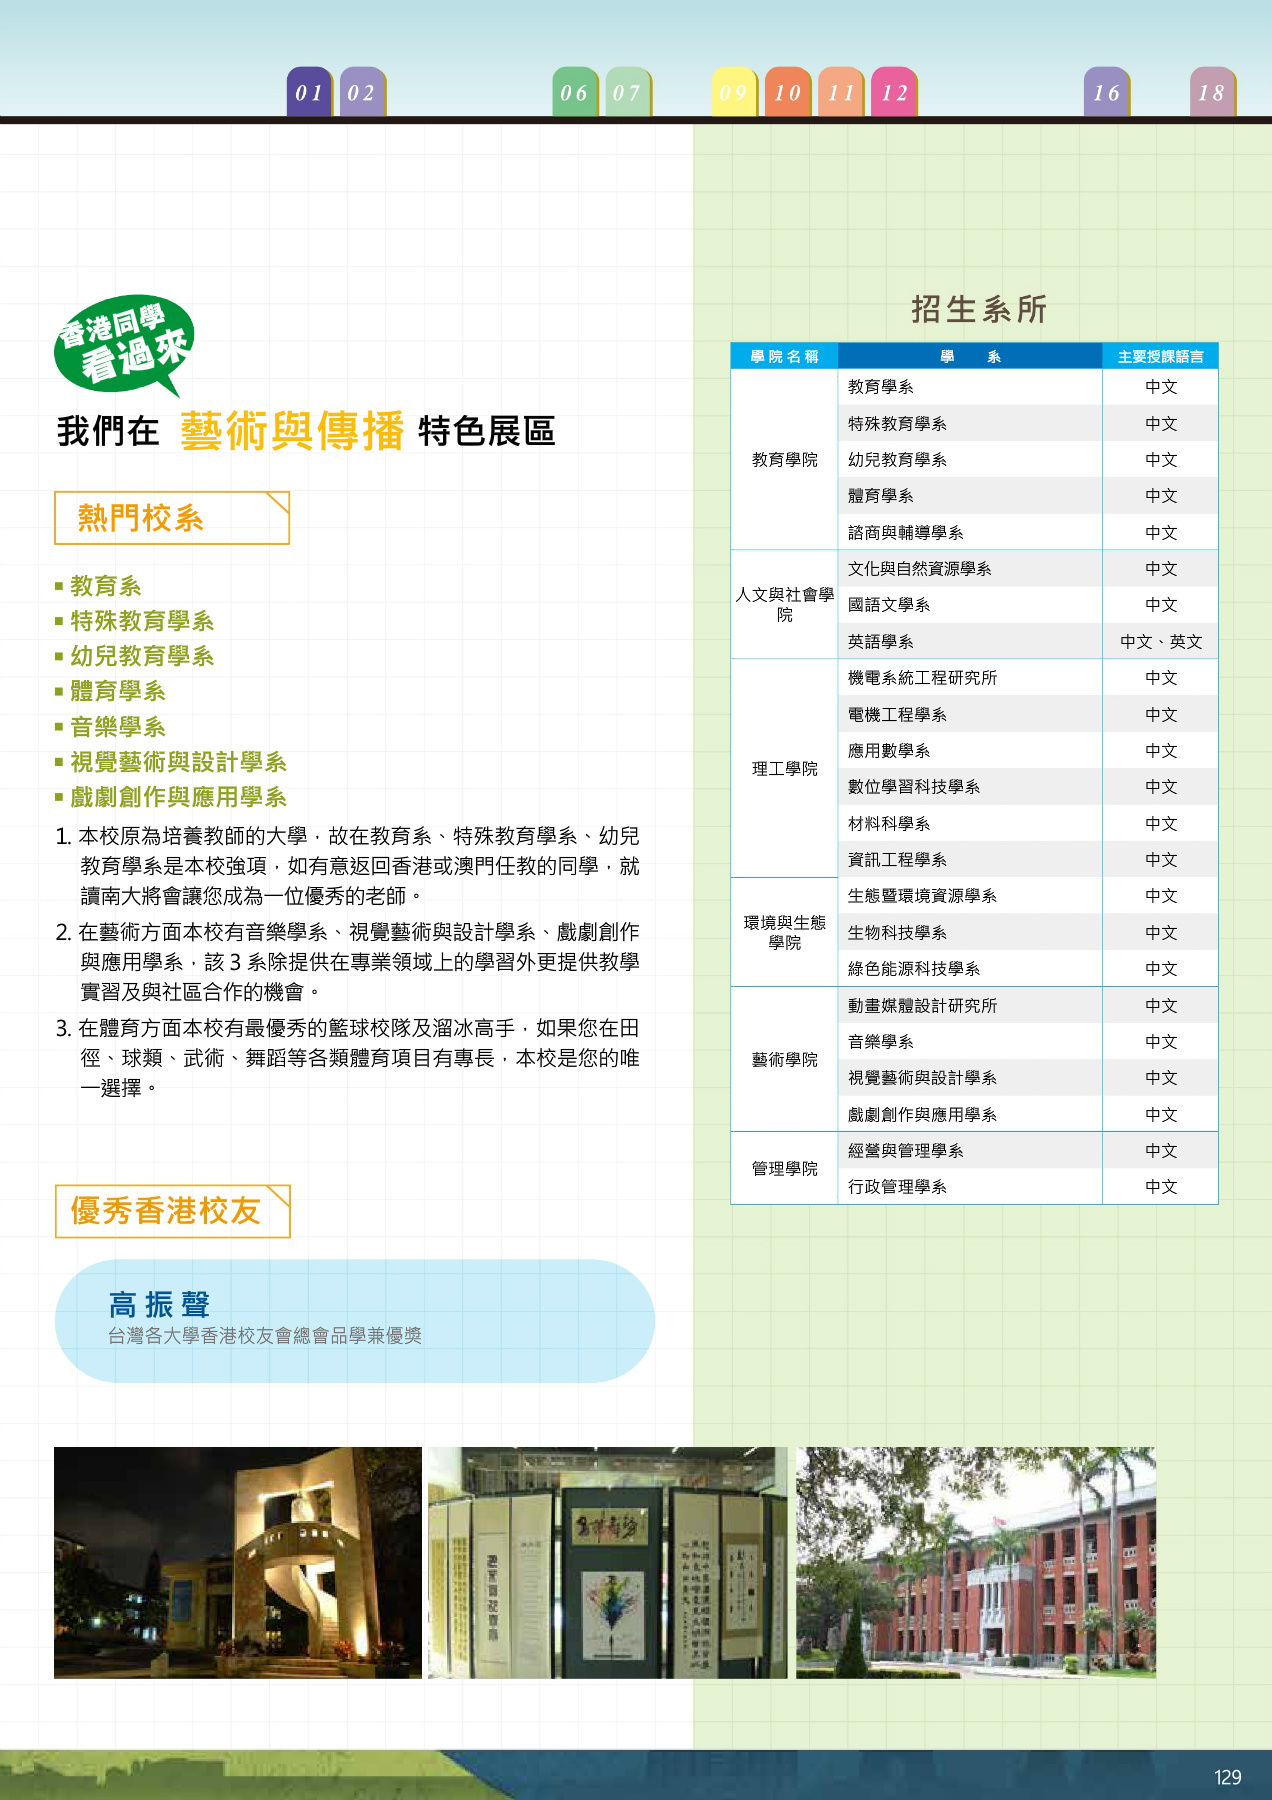 01 02 06 07 09 10 11 12 16 18
香港同學
看過來
我們在 藝術與傳播 特色展區
熱門校系
▪ 教育系
▪ 特殊教育學系
▪ 幼兒教育學系
▪ 體育學系
▪ 音樂學系
▪ 視覺藝術與設計學系
▪ 戲劇創作與應用學系
1. 本校原為培養教師的大學，故在教育系、特殊教育學系、幼兒
教育學系是本校強項，如有意返回香港或澳門任教的同學，就
讀南大將會讓您成為一位優秀的老師。
2. 在藝術方面本校有音樂學系、視覺藝術與設計學系、戲劇創作
與應用學系，該 3 系除提供在專業領域上的學習外更提供教學
實習及與社區合作的機會。
3. 在體育方面本校有最優秀的籃球校隊及溜冰高手，如果您在田
徑、球類、武術、舞蹈等各類體育項目有專長，本校是您的唯
一選擇。
優秀香港校友
高振聲
台灣各大學香港校友會總會品學兼優獎
招生系所
學院名稱 學系 主要授課語言
教育學院
教育學系 中文
特殊教育學系 中文
幼兒教育學系 中文
體育學系 中文
諮商與輔導學系 中文
人文與社會學
院
文化與自然資源學系 中文
國語文學系 中文
英語學系 中文、英文
理工學院
機電系統工程研究所 中文
電機工程學系 中文
應用數學系 中文
數位學習科技學系 中文
材料科學系 中文
資訊工程學系 中文
環境與生態
學院
生態暨環境資源學系 中文
生物科技學系 中文
綠色能源科技學系 中文
藝術學院
動畫媒體設計研究所 中文
音樂學系 中文
視覺藝術與設計學系 中文
戲劇創作與應用學系 中文
管理學院
經營與管理學系 中文
行政管理學系 中文
129